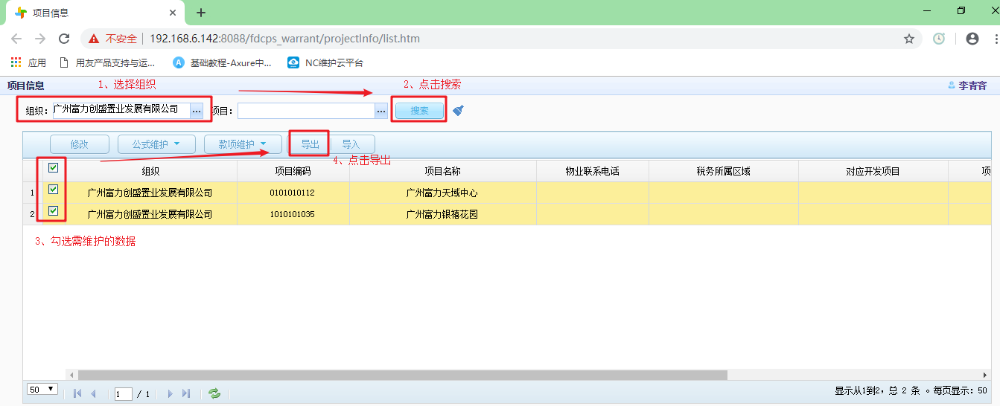 项目信息
不安全 192.168.6.142:8088/fdcps_warrant/projectInfo/list.htm
应用 用友产品支持与运... 基础教程-Axure中... NC维护云平台
项目信息 1、选择组织 2、点击搜索 李青容
组织: 广州富力创盛置业发展有限公司 ... 项目: ... 搜索
修改 公式维护 款项维护 导出 导入
4、点击导出
组织 项目编码 项目名称 物业联系电话 税务所属区域 对应开发项目 项
1 广州富力创盛置业发展有限公司 0101010112 广州富力天域中心
2 广州富力创盛置业发展有限公司 1010101035 广州富力银禧花园
3、勾选需维护的数据
50 1 / 1 显示从1到2，总 2 条 。每页显示：50